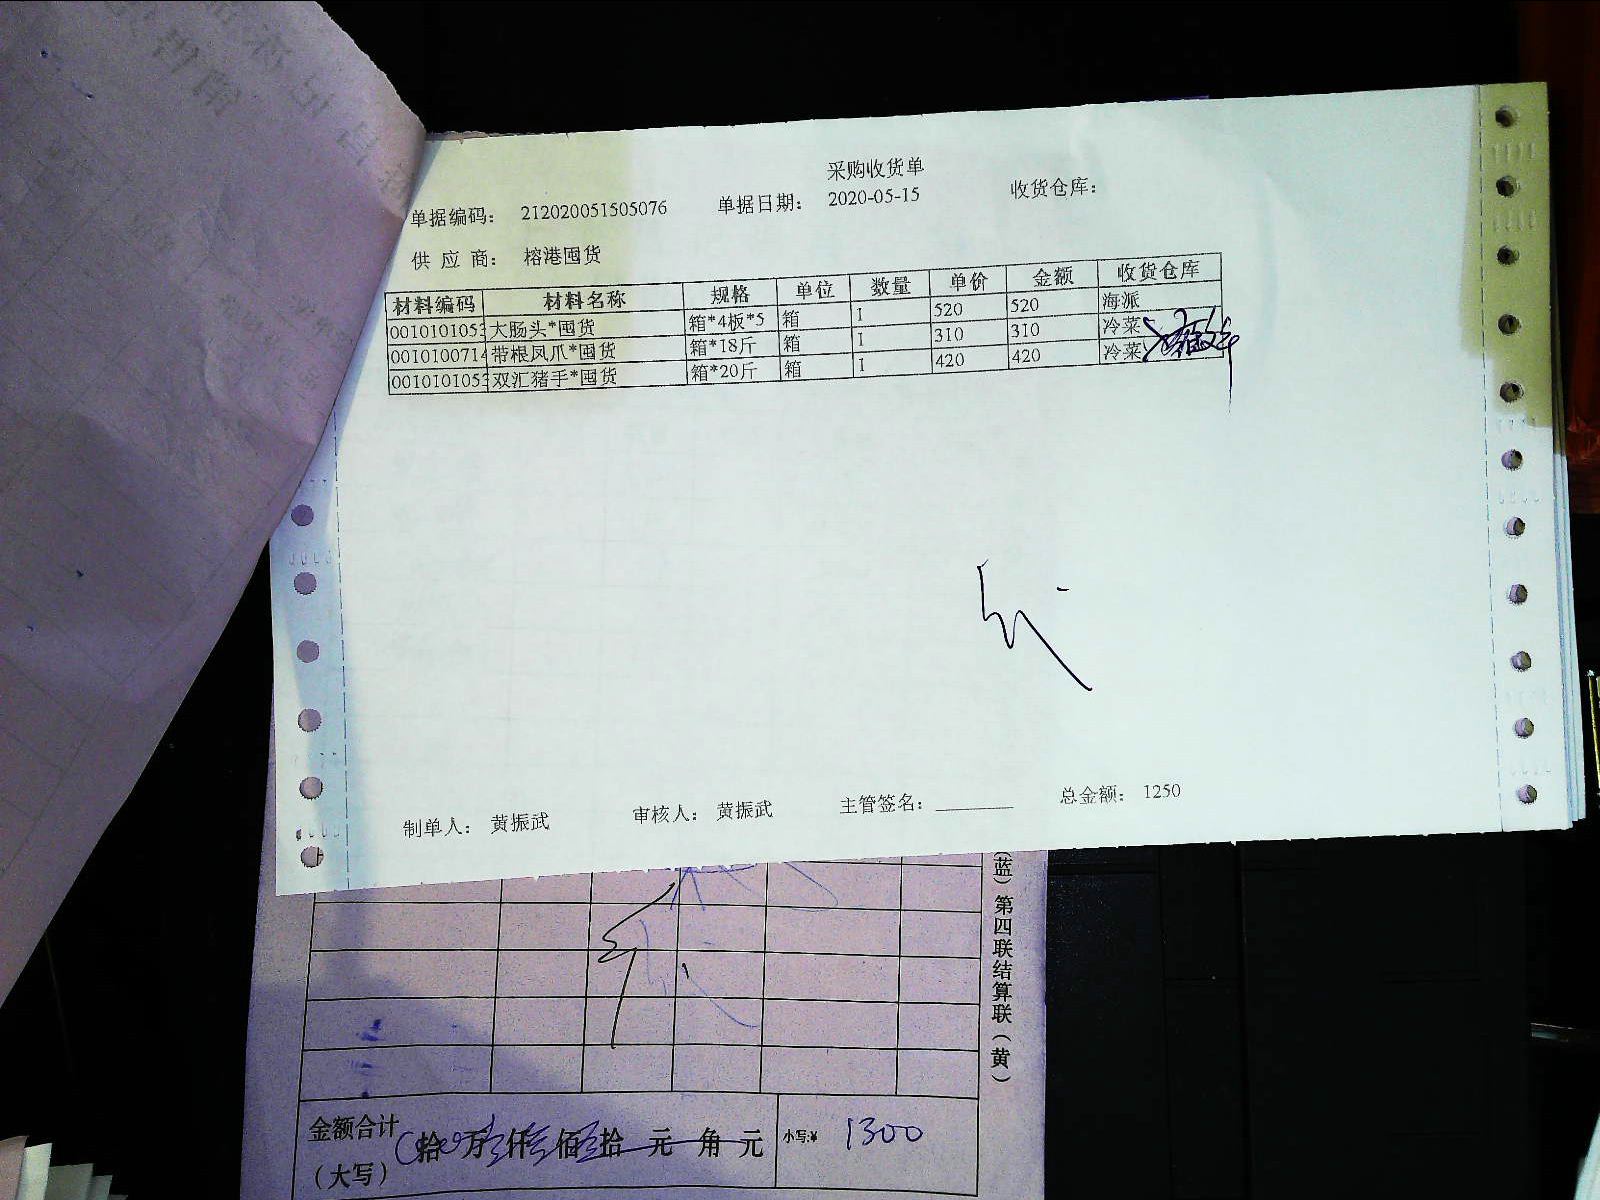 采购收货单
单据编码： 212020051505076 单据日期： 2020-05-15 收货仓库：
供 应 商： 榕港囤货
材料编码 材料名称 规格 单位 数量 单价 金额 收货仓库
0010101053 大肠头*囤货 箱*4板*5 箱 1 520 520 海派
0010100714 带根凤爪*囤货 箱*18斤 箱 1 310 310 冷菜
0010101053 双汇猪手*囤货 箱*20斤 箱 1 420 420 冷菜
制单人： 黄振武 审核人： 黄振武 主管签名： 总金额： 1250
（蓝）第四联结算联（黄）
金额合计 拾 万 仟 佰 拾 元 角 元 小写:¥ 1300
（大写）